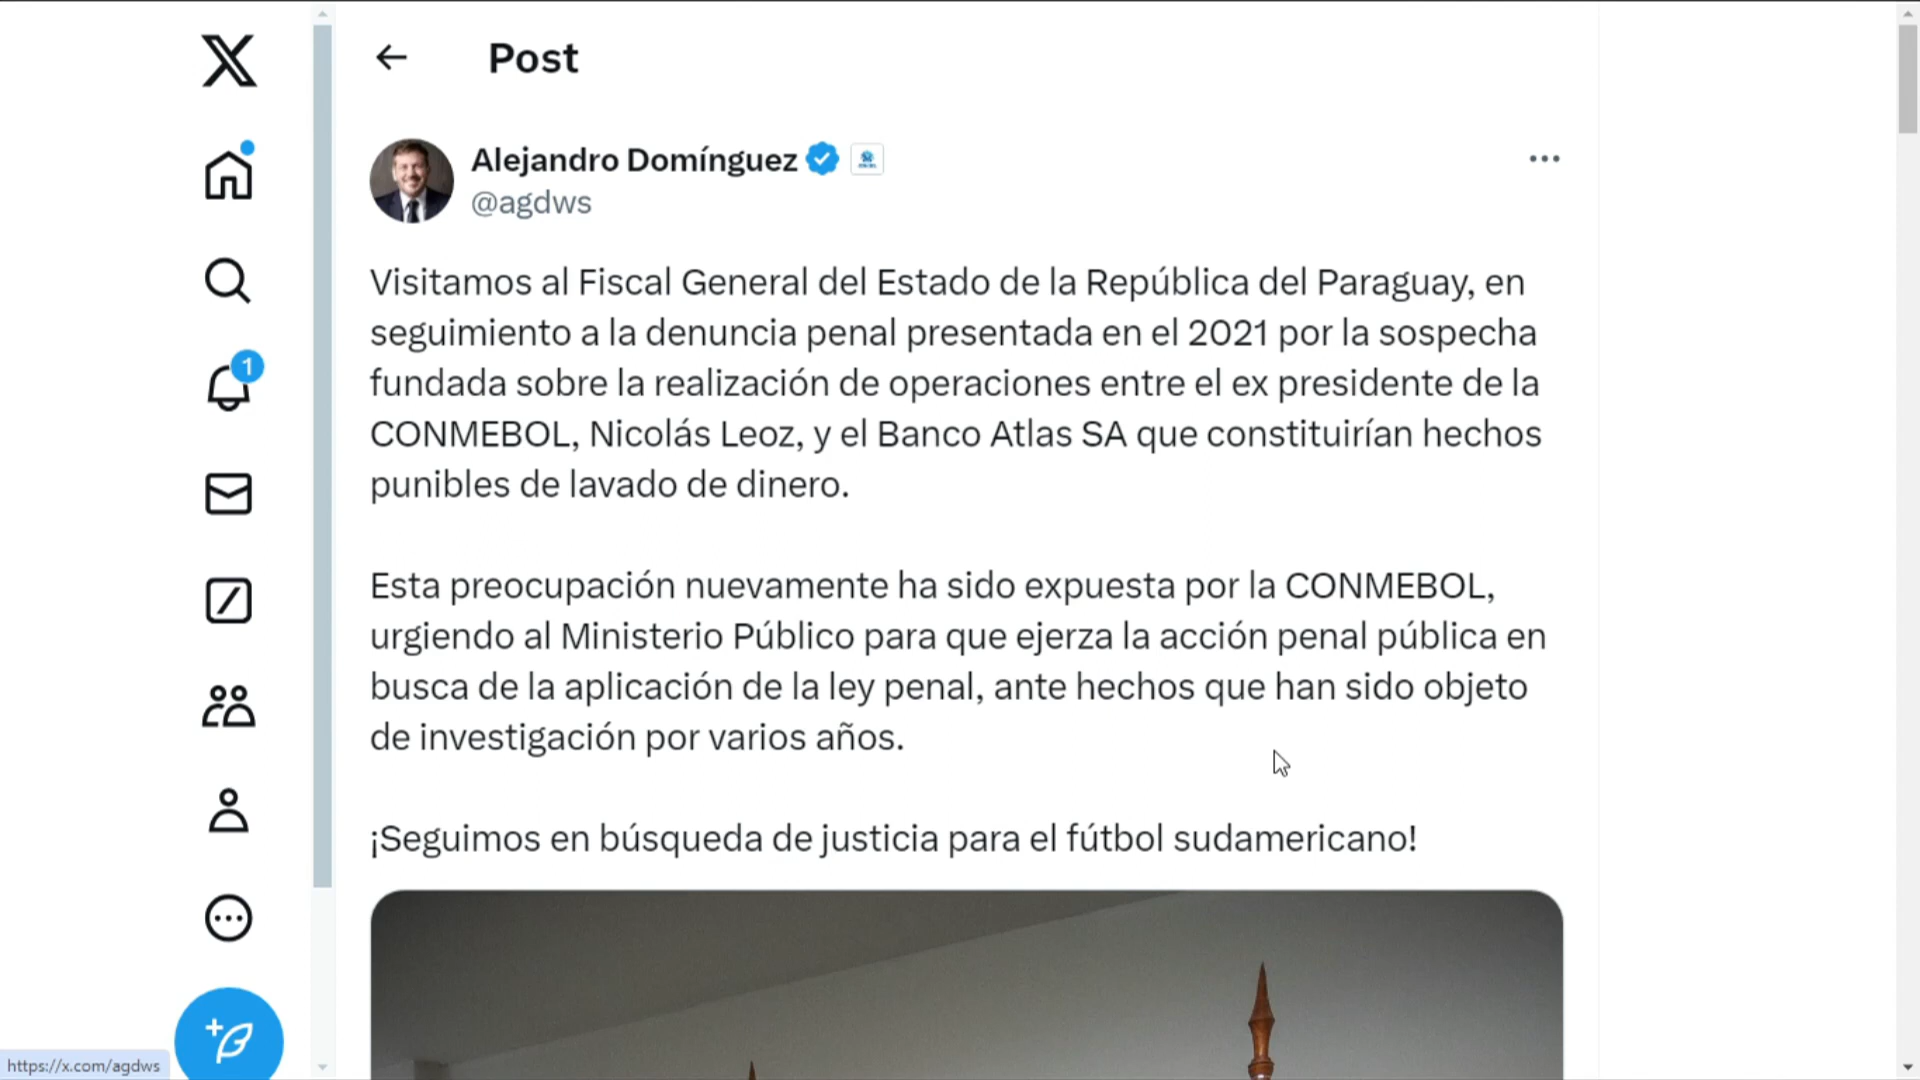 Post
Alejandro Domínguez
@agdws
Visitamos al Fiscal General del Estado de la República del Paraguay, en
seguimiento a la denuncia penal presentada en el 2021 por la sospecha
fundada sobre la realización de operaciones entre el ex presidente de la
CONMEBOL, Nicolás Leoz, y el Banco Atlas SA que constituirían hechos
punibles de lavado de dinero.
Esta preocupación nuevamente ha sido expuesta por la CONMEBOL,
urgiendo al Ministerio Público para que ejerza la acción penal pública en
busca de la aplicación de la ley penal, ante hechos que han sido objeto
de investigación por varios años.
¡Seguimos en búsqueda de justicia para el fútbol sudamericano!
1
https://x.com/agdws